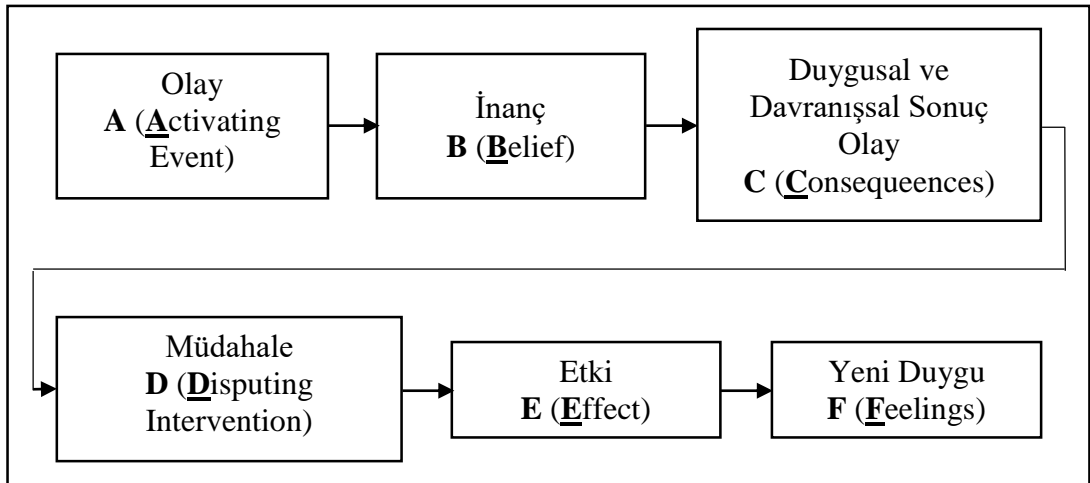 Olay
A (Activating
Event)
İnanç
B (Belief)
Duygusal ve
Davranışsal Sonuç
Olay
C (Consequeences)
Müdahale
D (Disputing
Intervention)
Etki
E (Effect)
Yeni Duygu
F (Feelings)